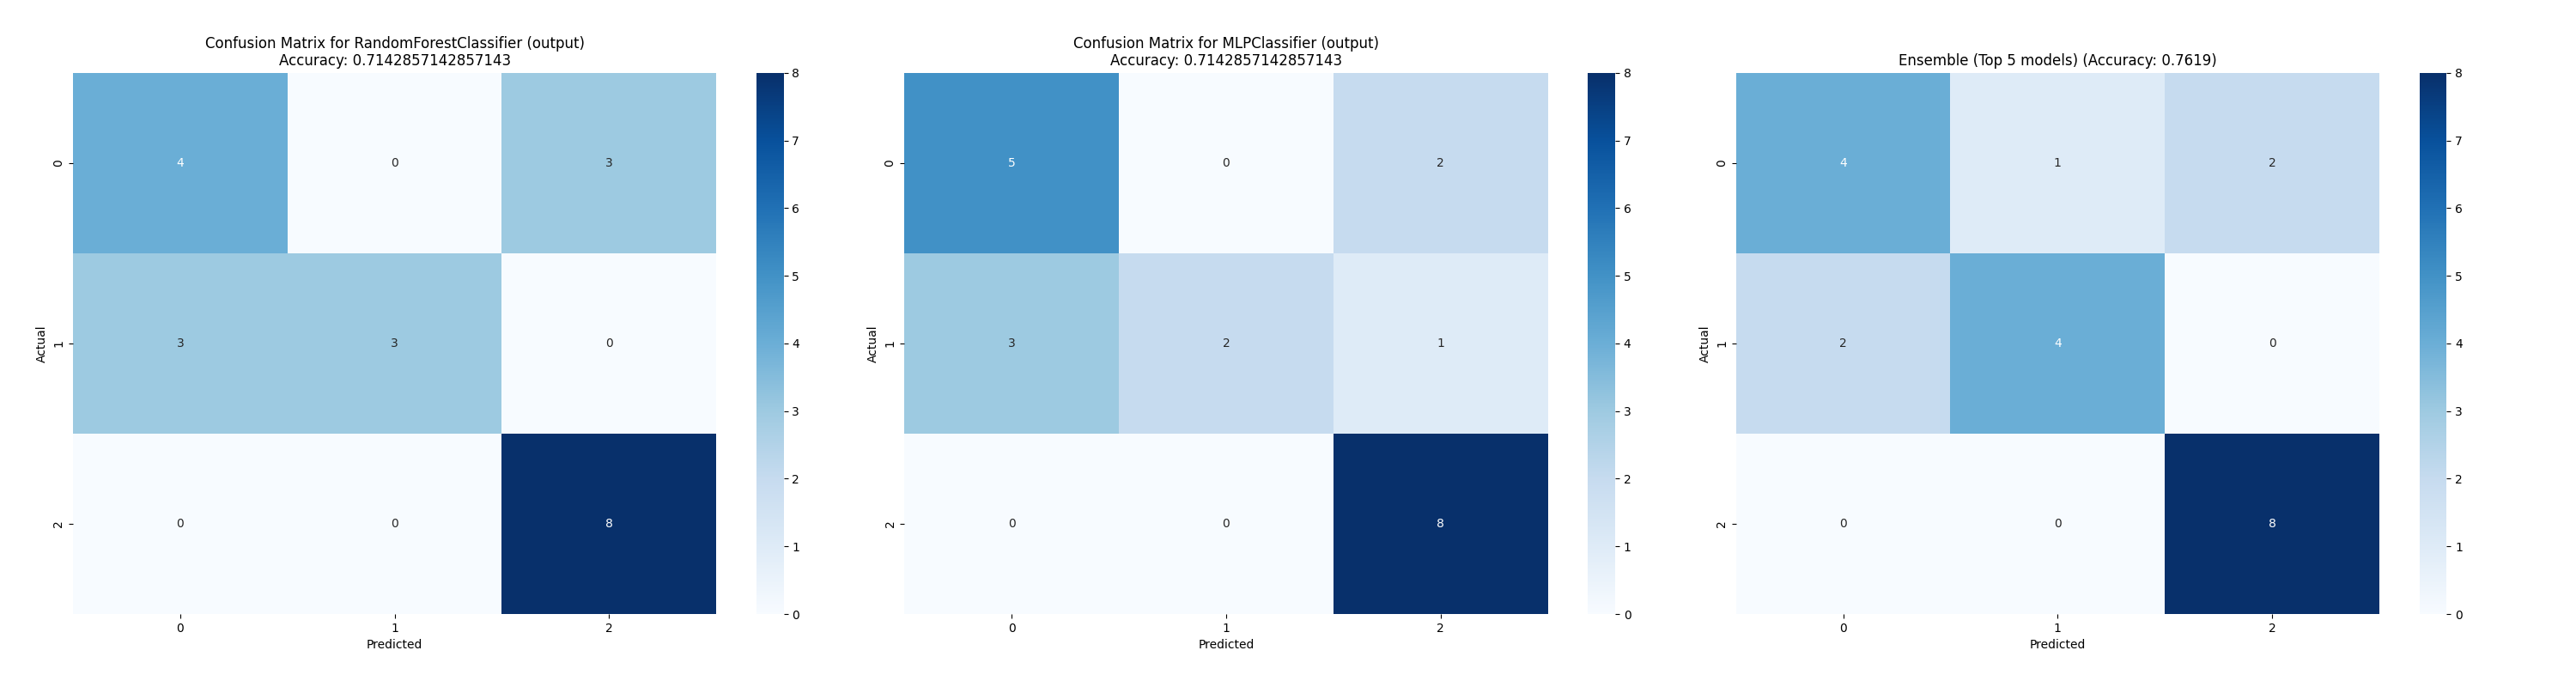 Confusion Matrix for RandomForestClassifier (output)
Accuracy: 0.7142857142857143
8
7
6
5
4
3
2
1
0
0
1
2
Actual
4 0 3
3 3 0
0 0 8
0 1 2
Predicted
Confusion Matrix for MLPClassifier (output)
Accuracy: 0.7142857142857143
8
7
6
5
4
3
2
1
0
0
1
2
Actual
5 0 2
3 2 1
0 0 8
0 1 2
Predicted
Ensemble (Top 5 models) (Accuracy: 0.7619)
8
7
6
5
4
3
2
1
0
0
1
2
Actual
4 1 2
2 4 0
0 0 8
0 1 2
Predicted